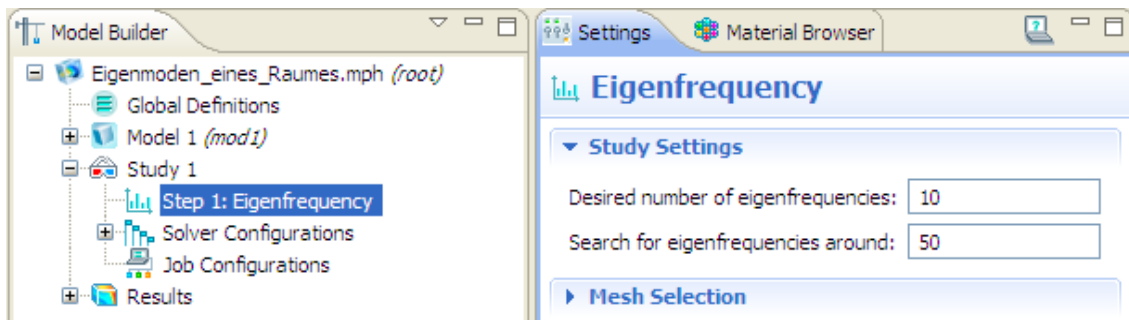 Model Builder
Eigenmoden_eines_Raumes.mph (root)
Global Definitions
Model 1 (mod1)
Study 1
Step 1: Eigenfrequency
Solver Configurations
Job Configurations
Results
Settings Material Browser
Eigenfrequency
Study Settings
Desired number of eigenfrequencies: 10
Search for eigenfrequencies around: 50
Mesh Selection